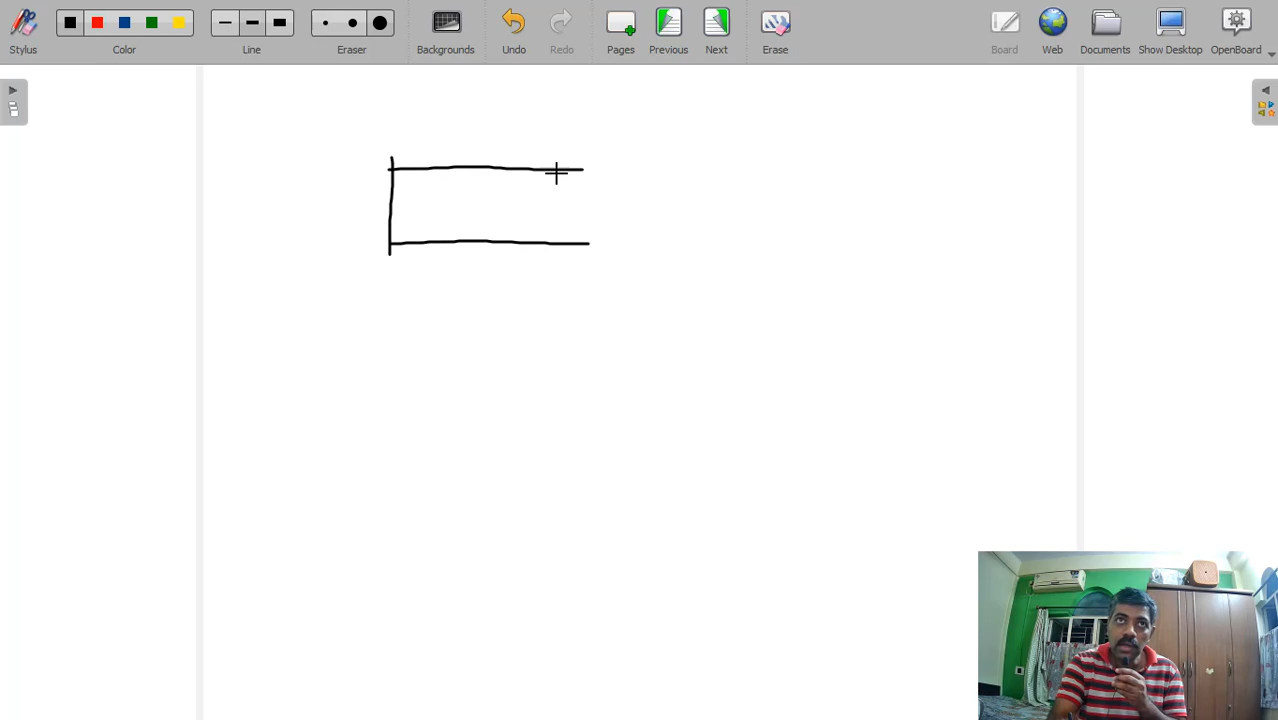 Stylus
Color
Line
Eraser
Backgrounds
Undo
Redo
Pages
Previous
Next
Erase
Board
Web
Documents
Show Desktop
OpenBoard